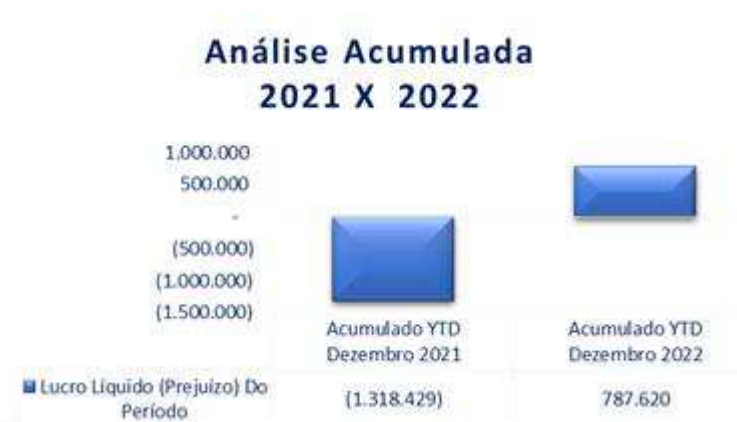 Análise Acumulada
2021 X 2022
1.000.000
500.000
-
(500.000)
(1.000.000)
(1.500.000)
Acumulado YTD
Dezembro 2021
Acumulado YTD
Dezembro 2022
Lucro Líquido (Prejuízo) Do
Período
(1.318.429)
787.620